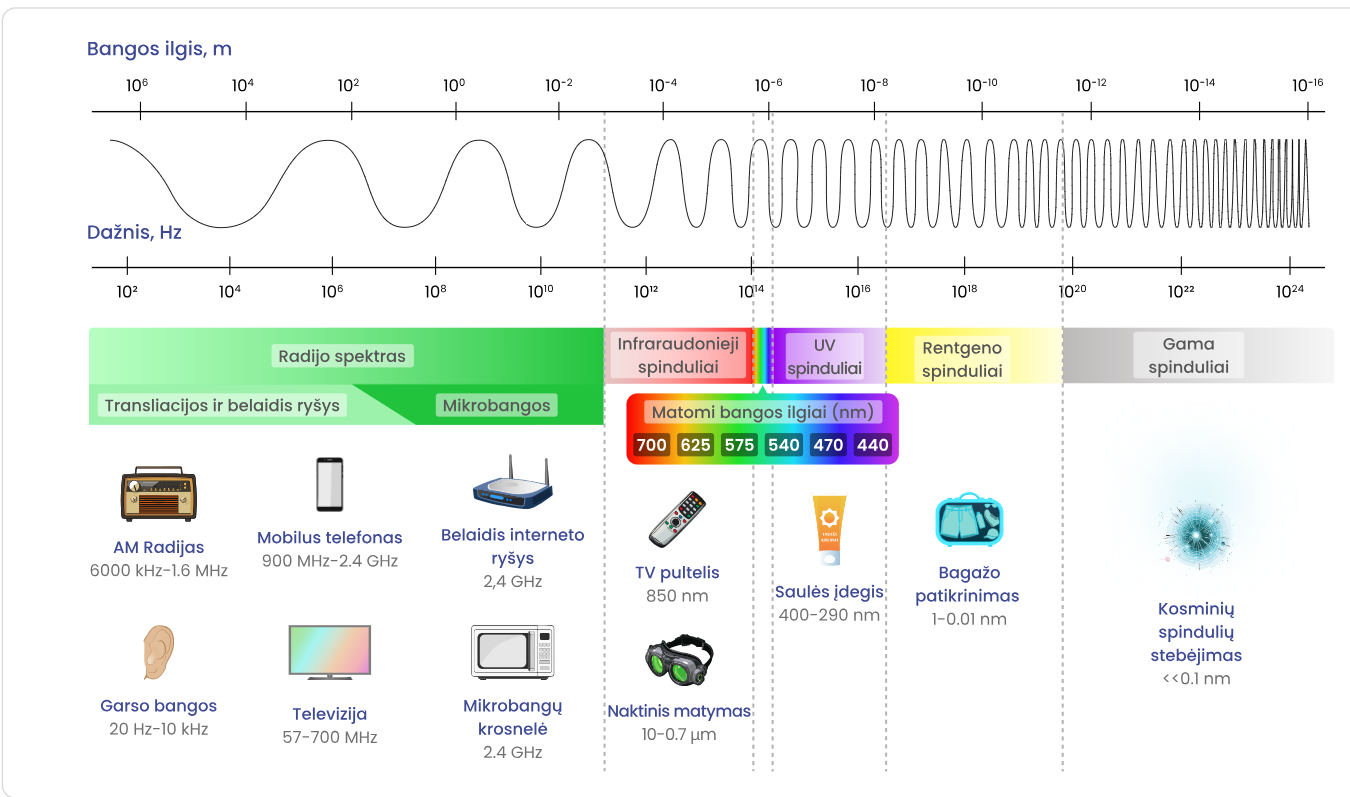 Bangos ilgis, m
10⁶ 10⁴ 10² 10⁰ 10⁻² 10⁻⁴ 10⁻⁶ 10⁻⁸ 10⁻¹⁰ 10⁻¹² 10⁻¹⁴ 10⁻¹⁶
Dažnis, Hz
10² 10⁴ 10⁶ 10⁸ 10¹⁰ 10¹² 10¹⁴ 10¹⁶ 10¹⁸ 10²⁰ 10²² 10²⁴
Radijo spektras
Transliacijos ir belaidis ryšys
Mikrobangos
Infraraudonieji
spinduliai
UV
spinduliai
Rentgeno
spinduliai
Gama
spinduliai
Matomi bangos ilgiai (nm)
700 625 575 540 470 440
AM Radijas
6000 kHz-1.6 MHz
Mobilus telefonas
900 MHz-2.4 GHz
Belaidis interneto
ryšys
2,4 GHz
TV pultelis
850 nm
Saulės įdegis
400-290 nm
Bagažo
patikrinimas
1-0.01 nm
Kosminių
spindulių
stebėjimas
<<0.1 nm
Garso bangos
20 Hz-10 kHz
Televizija
57-700 MHz
Mikrobangų
krosnelė
2.4 GHz
Naktinis matymas
10-0.7 µm